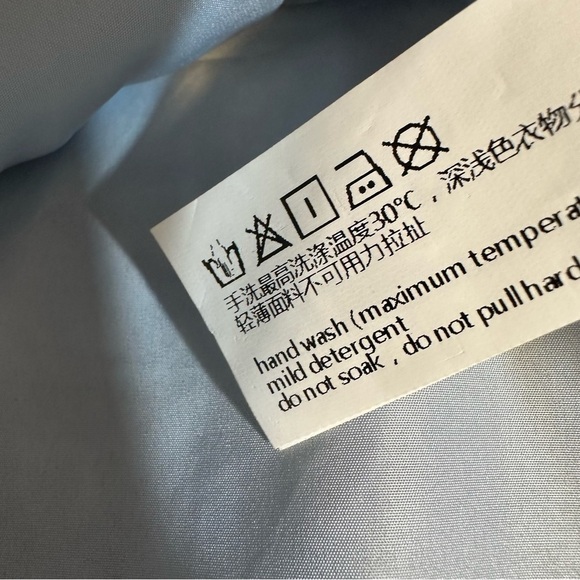 手洗最高洗涤温度30℃，深浅色衣物分
轻薄面料不可用力拉扯
hand wash (maximum tempera
mild detergent
do not soak , do not pull hard